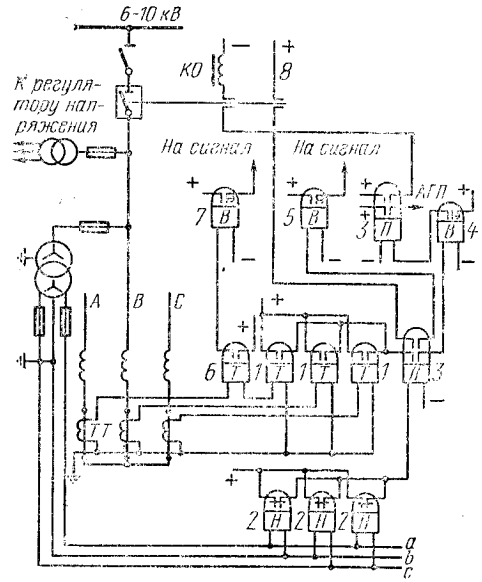 6-10 кВ
К регуля-
тору нап-
ряжения
КО
–
+
8
На сигнал
На сигнал
+
7
В
–
+
5
В
–
+
+
3
П
–
АГП
+
В
4
–
А
В
С
+
+
6
Т
1
Т
1
Т
1
Т
П
3
–
ТТ
+
2
Н
2
Н
2
Н
a
b
c